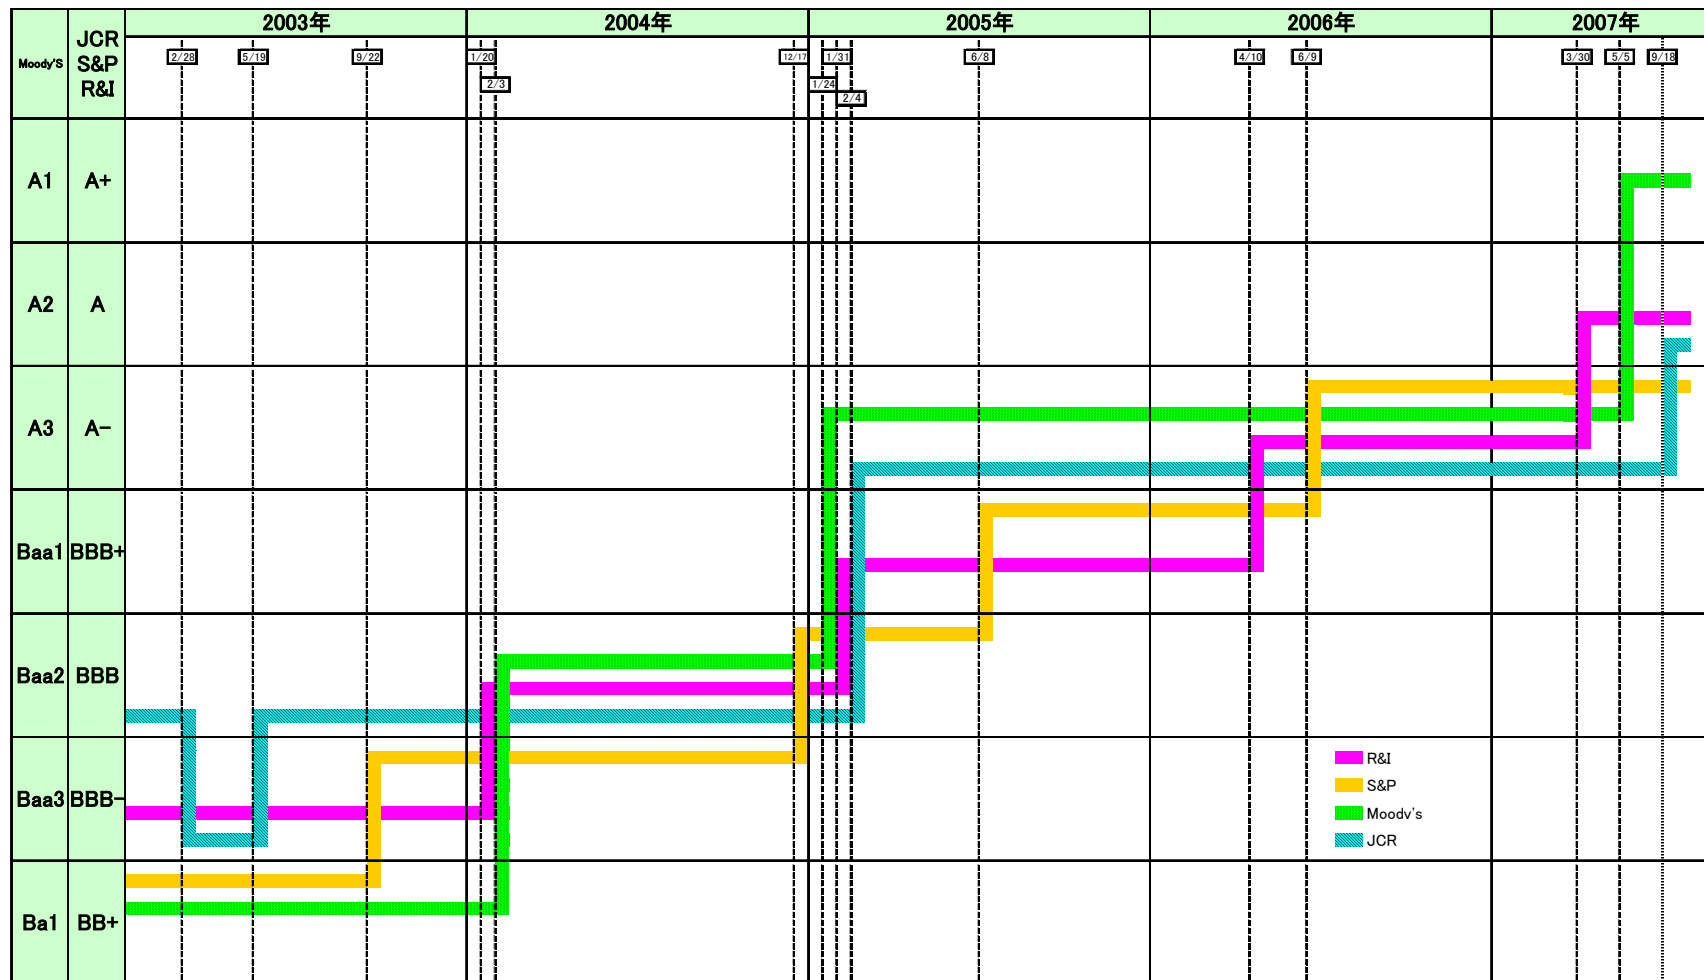 2003年 2004年 2005年 2006年 2007年
Moody'S
JCR
S&P
R&I
2/28 5/19 9/22 1/20 12/17 1/31 6/8 4/10 6/9 3/30 5/5 9/18
2/3 1/24
2/4
A1 A+
A2 A
A3 A-
Baa1 BBB+
Baa2 BBB
Baa3 BBB-
Ba1 BB+
R&I
S&P
Moodv's
JCR